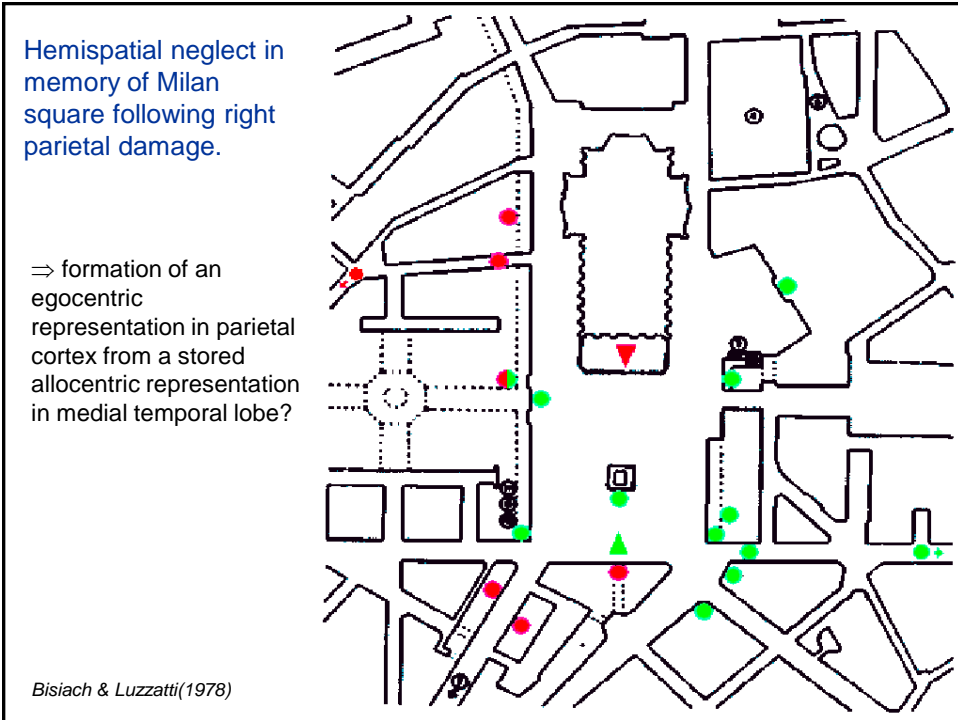 Hemispatial neglect in
memory of Milan
square following right
parietal damage.
⇒ formation of an
egocentric
representation in parietal
cortex from a stored
allocentric representation
in medial temporal lobe?
Bisiach & Luzzatti(1978)